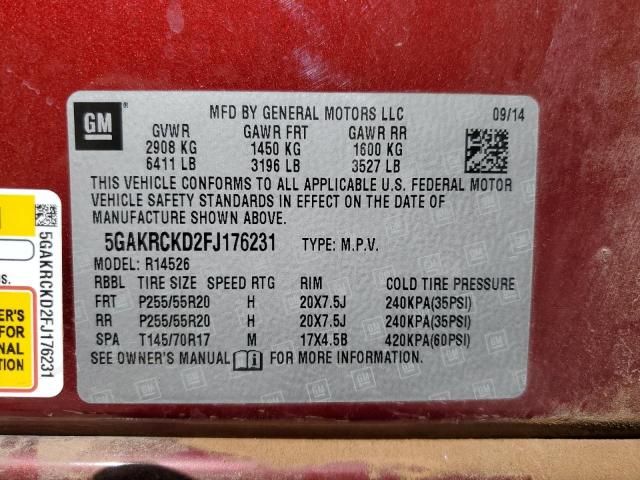 GM
®
MFD BY GENERAL MOTORS LLC 09/14
GVWR GAWR FRT GAWR RR
2908 KG 1450 KG 1600 KG
6411 LB 3196 LB 3527 LB
THIS VEHICLE CONFORMS TO ALL APPLICABLE U.S. FEDERAL MOTOR
VEHICLE SAFETY STANDARDS IN EFFECT ON THE DATE OF
MANUFACTURE SHOWN ABOVE.
5GAKRCKD2FJ176231 TYPE: M.P.V.
MODEL: R14526
RBBL TIRE SIZE SPEED RTG RIM COLD TIRE PRESSURE
FRT P255/55R20 H 20X7.5J 240KPA(35PSI)
RR P255/55R20 H 20X7.5J 240KPA(35PSI)
SPA T145/70R17 M 17X4.5B 420KPA(60PSI)
SEE OWNER'S MANUAL FOR MORE INFORMATION.
5GAKRCKD2FJ176231
S.
ER'S
FOR
NAL
ION